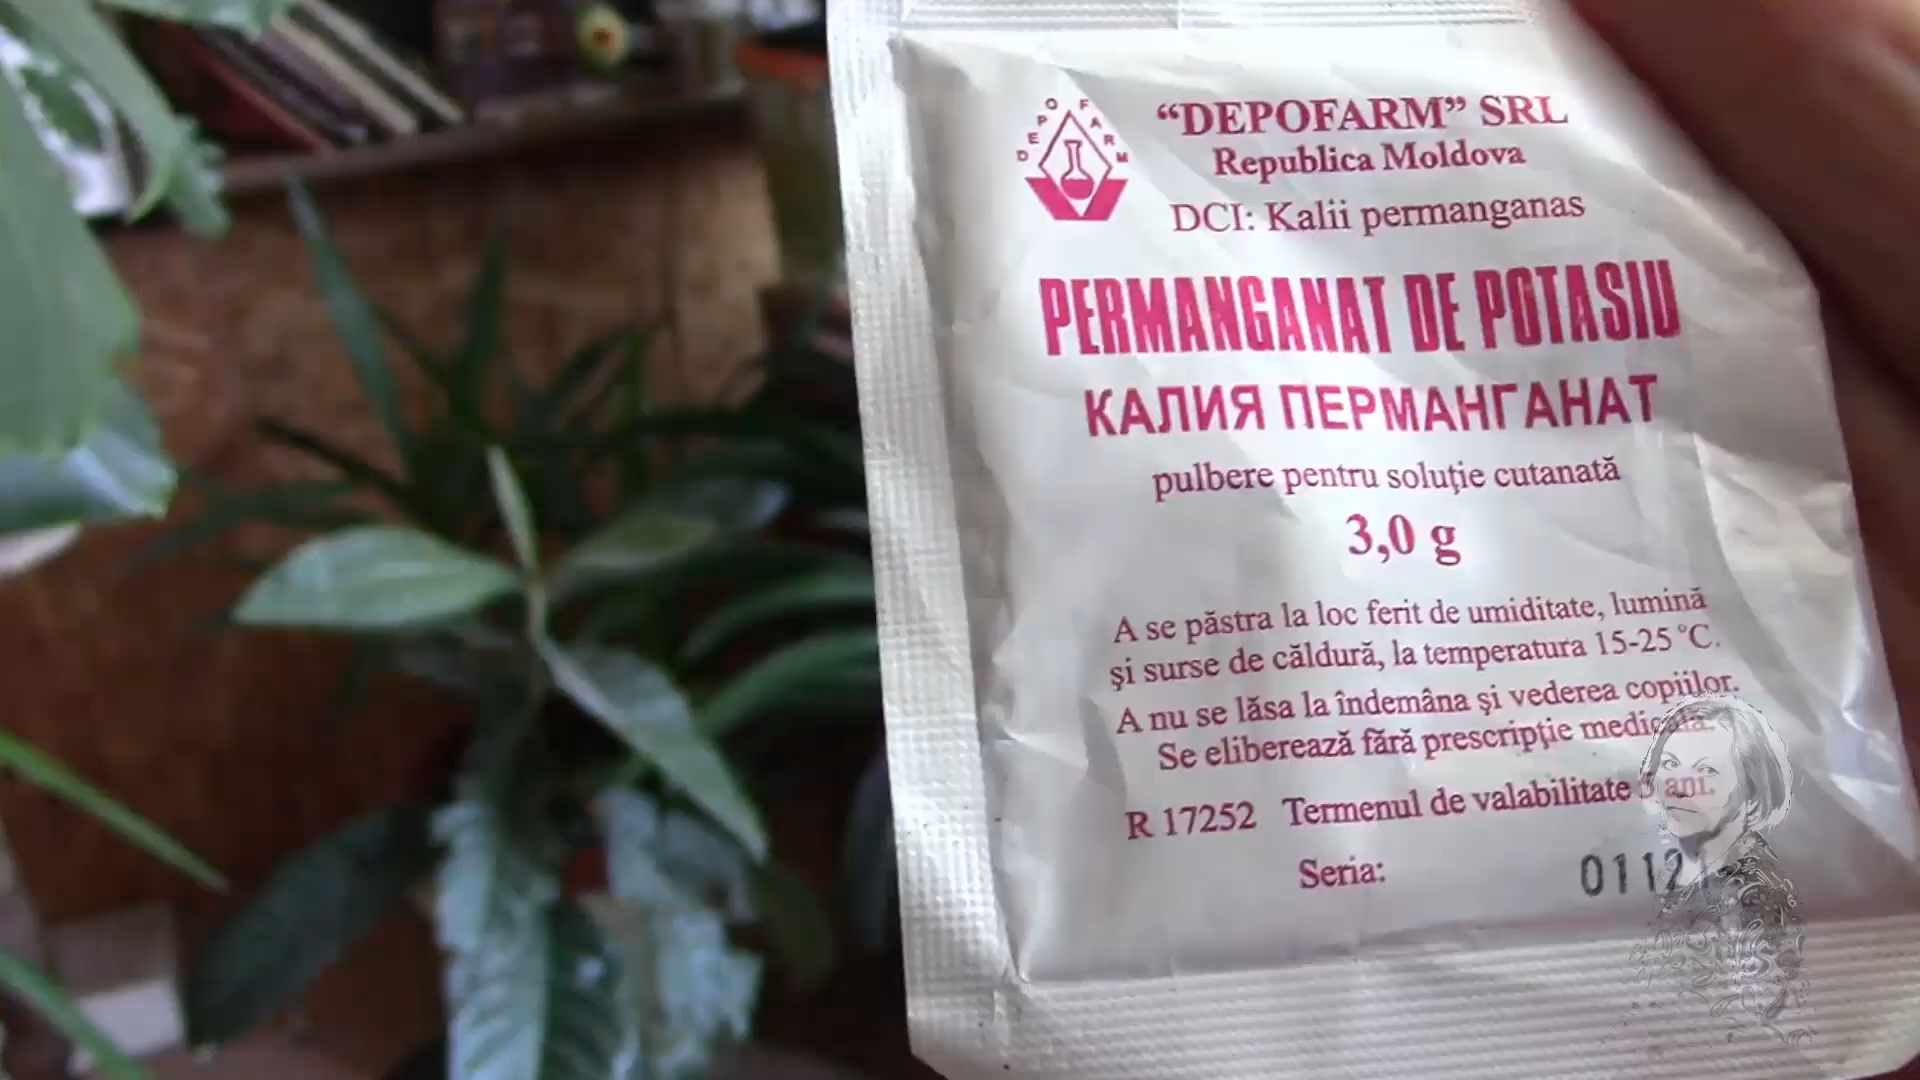 DEPOFARM
“DEPOFARM” SRL
Republica Moldova
DCI: Kalii permanganas
PERMANGANAT DE POTASIU
КАЛИЯ ПЕРМАНГАНАТ
pulbere pentru soluţie cutanată
3,0 g
A se păstra la loc ferit de umiditate, lumină
şi surse de căldură, la temperatura 15-25 °C.
A nu se lăsa la îndemâna şi vederea copiilor.
Se eliberează fără prescripţie medicală.
R 17252 Termenul de valabilitate 5 ani.
Seria: